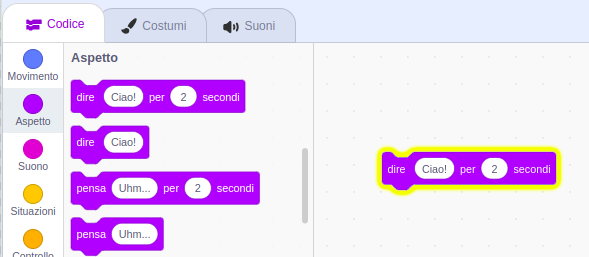 Codice Costumi Suoni
Movimento
Aspetto
Suono
Situazioni
Controllo
Aspetto
dire Ciao! per 2 secondi
dire Ciao!
pensa Uhm... per 2 secondi
pensa Uhm...
dire Ciao! per 2 secondi